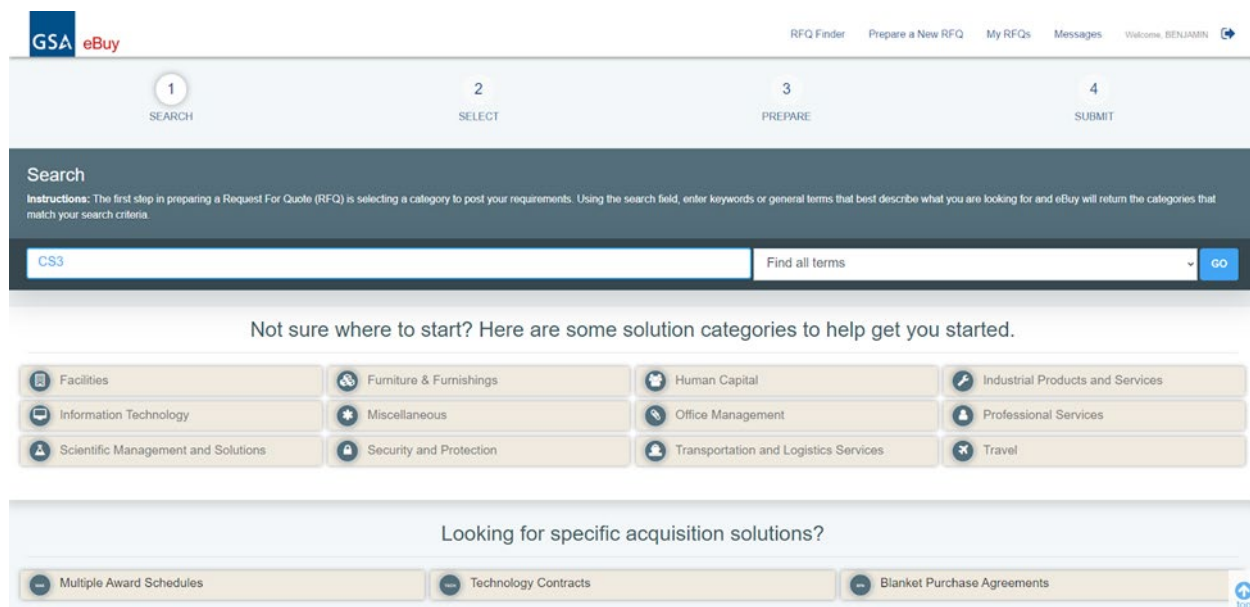 GSA eBuy
RFQ Finder Prepare a New RFQ My RFQs Messages Welcome, BENJAMIN
1 2 3 4
SEARCH SELECT PREPARE SUBMIT
Search
Instructions: The first step in preparing a Request For Quote (RFQ) is selecting a category to post your requirements. Using the search field, enter keywords or general terms that best describe what you are looking for and eBuy will return the categories that
match your search criteria.
CS3 Find all terms GO
Not sure where to start? Here are some solution categories to help get you started.
Facilities Furniture & Furnishings Human Capital Industrial Products and Services
Information Technology Miscellaneous Office Management Professional Services
Scientific Management and Solutions Security and Protection Transportation and Logistics Services Travel
Looking for specific acquisition solutions?
Multiple Award Schedules Technology Contracts Blanket Purchase Agreements
top